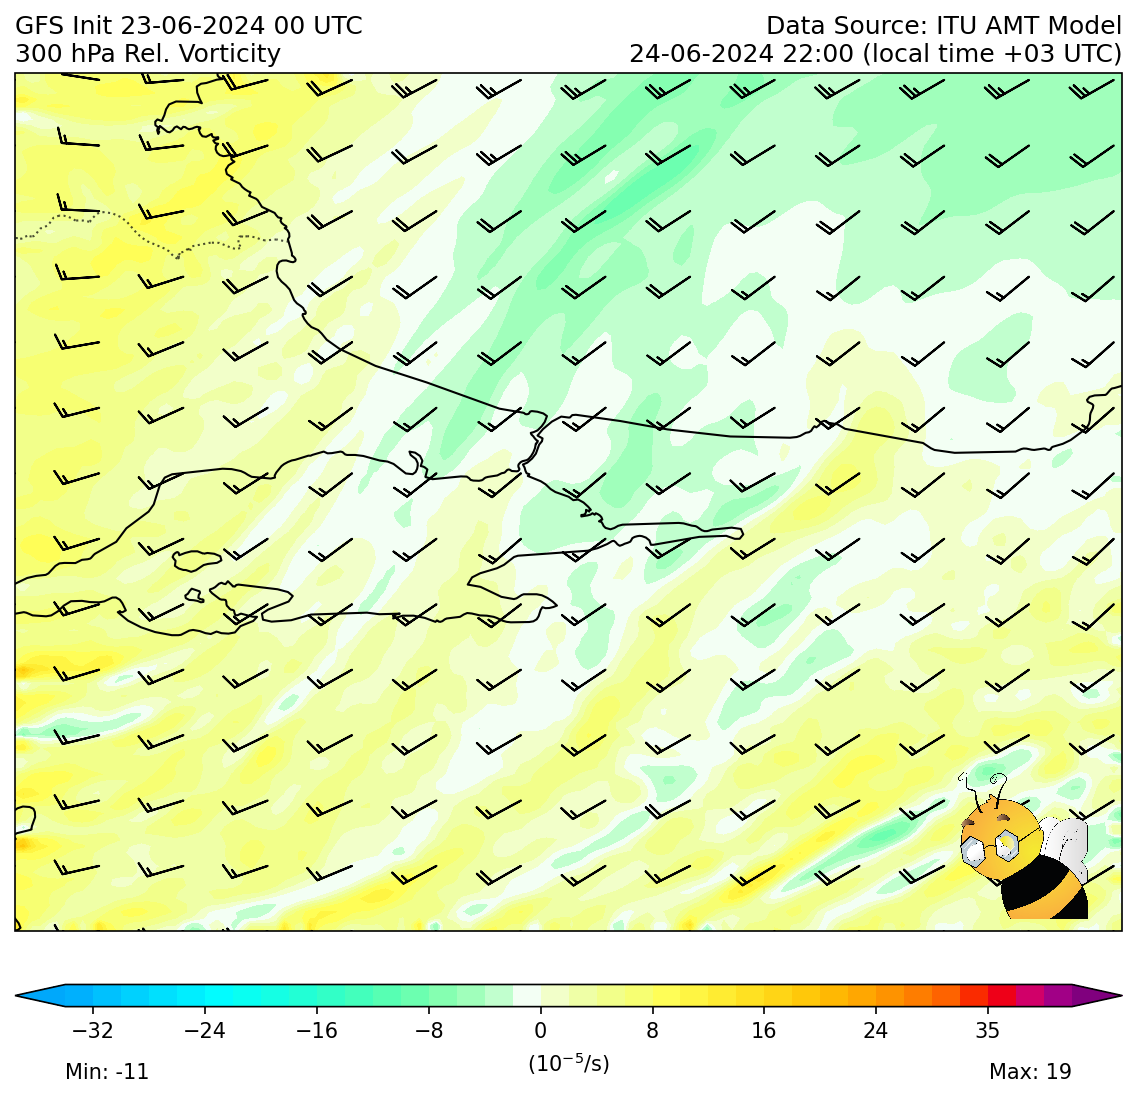 GFS Init 23-06-2024 00 UTC
Data Source: ITU AMT Model
300 hPa Rel. Vorticity
24-06-2024 22:00 (local time +03 UTC)
−32 −24 −16 −8 0 8 16 24 35
(10⁻⁵/s)
Min: -11
Max: 19